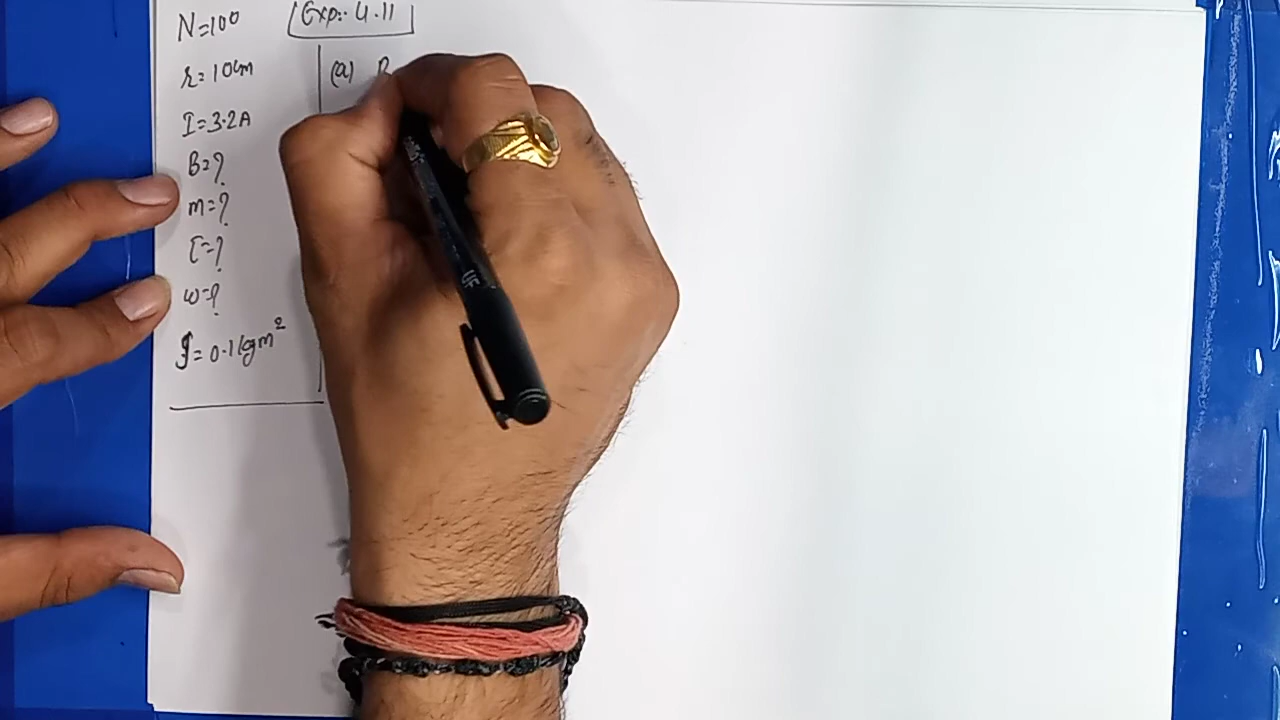 N=100
Exp:- 4.11
r=10cm
(a) B
I=3.2A
B=?
m=?
τ=?
ω=?
J=0.1kgm²